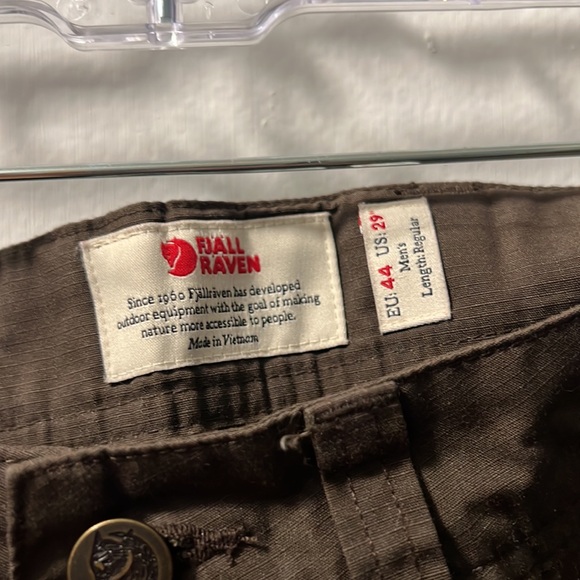 FJÄLL
RÄVEN
Since 1960 Fjällräven has developed
outdoor equipment with the goal of making
nature more accessible to people.
Made in Vietnam
EU: 44 US: 29"
Men's
Length: Regular